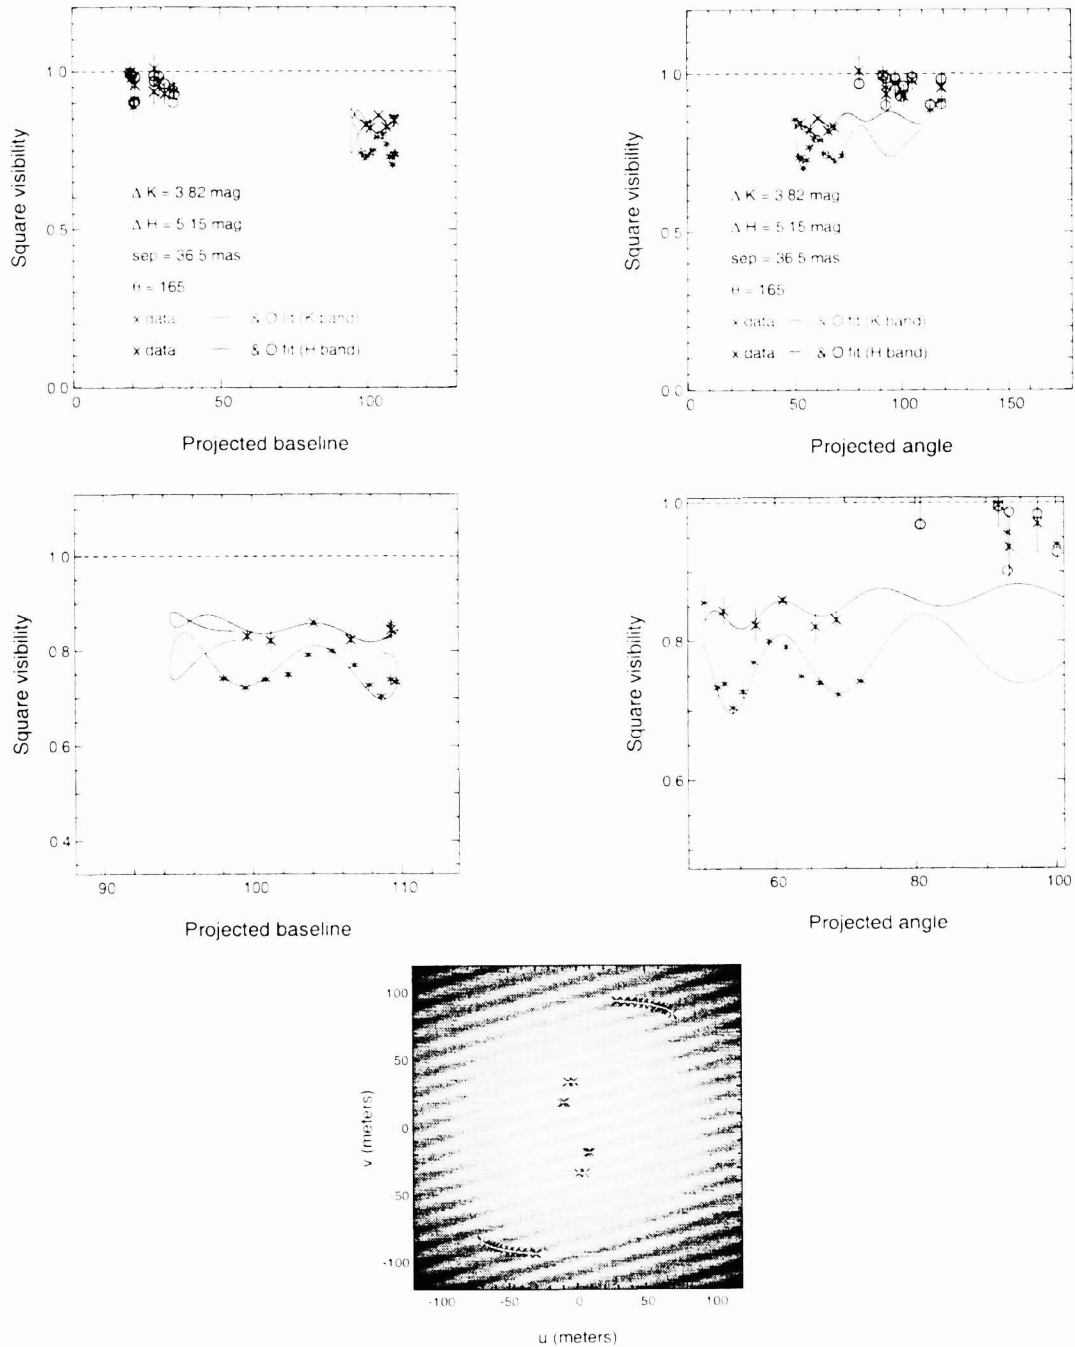 Square visibility
1.0
0.5
0.0
Δ K = 3.82 mag
Δ H = 5.15 mag
sep = 36.5 mas
θ = 165
x data — & O fit (K band)
x data — & O fit (H band)
0 50 100
Projected baseline
Square visibility
1.0
0.5
0.0
Δ K = 3.82 mag
Δ H = 5.15 mag
sep = 36.5 mas
θ = 165
x data — & O fit (K band)
x data — & O fit (H band)
0 50 100 150
Projected angle
Square visibility
1.0
0.8
0.6
0.4
90 100 110
Projected baseline
Square visibility
1.0
0.8
0.6
60 80 100
Projected angle
v (meters)
100
50
0
-50
-100
-100 -50 0 50 100
u (meters)